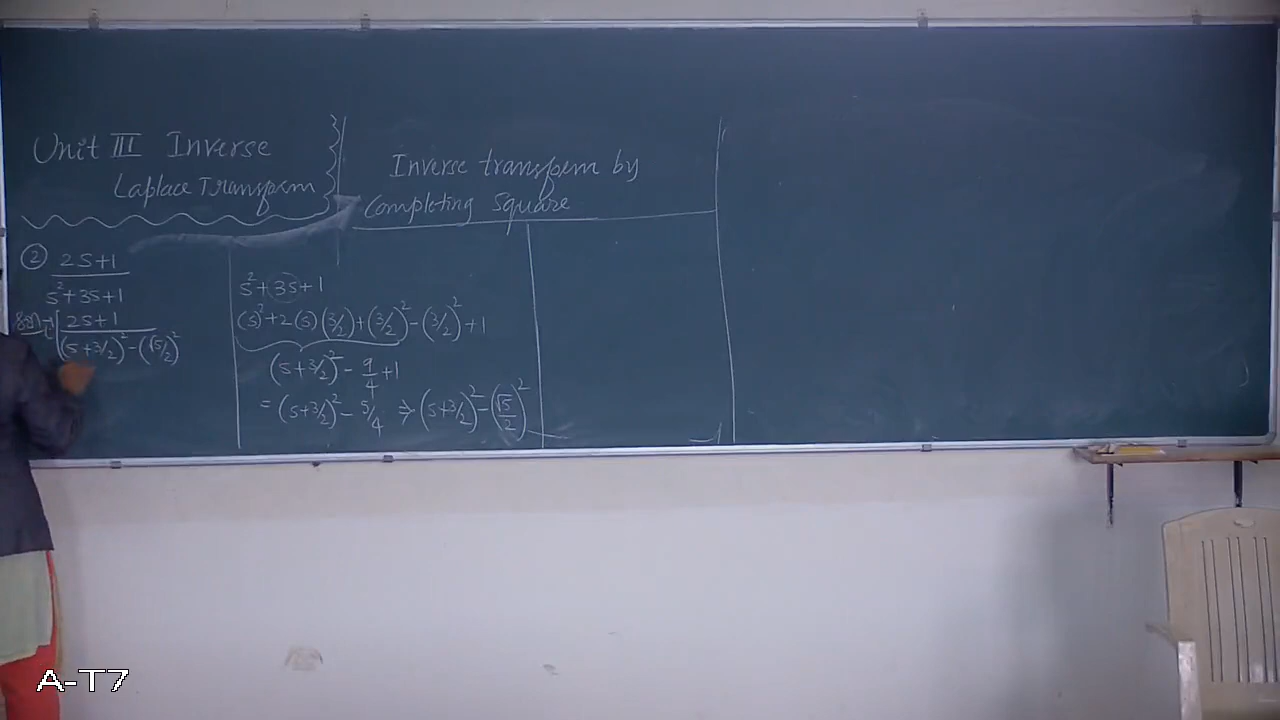 Unit III Inverse
Laplace Transform
Inverse transform by
completing square
② 2s+1
s²+3s+1
Soln L⁻¹[ 2s+1
(s+3/2)² - (√5/2)²
s²+3s+1
(s)²+2(s)(3/2)+(3/2)²-(3/2)²+1
(s+3/2)² - 9/4 +1
= (s+3/2)² - 5/4 ⇒ (s+3/2)² - (√5/2)²
A-T7